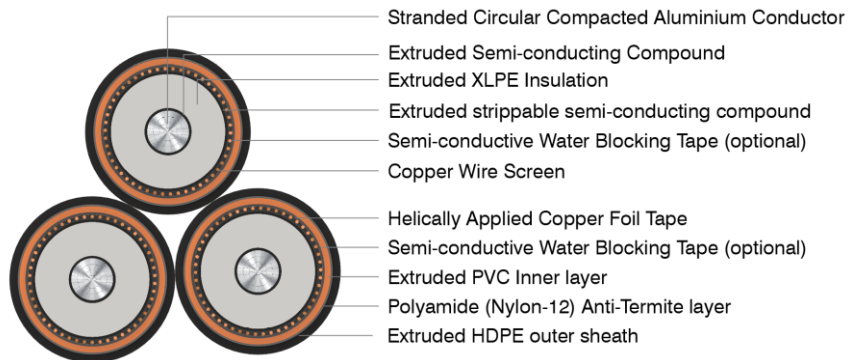 Stranded Circular Compacted Aluminium Conductor
Extruded Semi-conducting Compound
Extruded XLPE Insulation
Extruded strippable semi-conducting compound
Semi-conductive Water Blocking Tape (optional)
Copper Wire Screen
Helically Applied Copper Foil Tape
Semi-conductive Water Blocking Tape (optional)
Extruded PVC Inner layer
Polyamide (Nylon-12) Anti-Termite layer
Extruded HDPE outer sheath